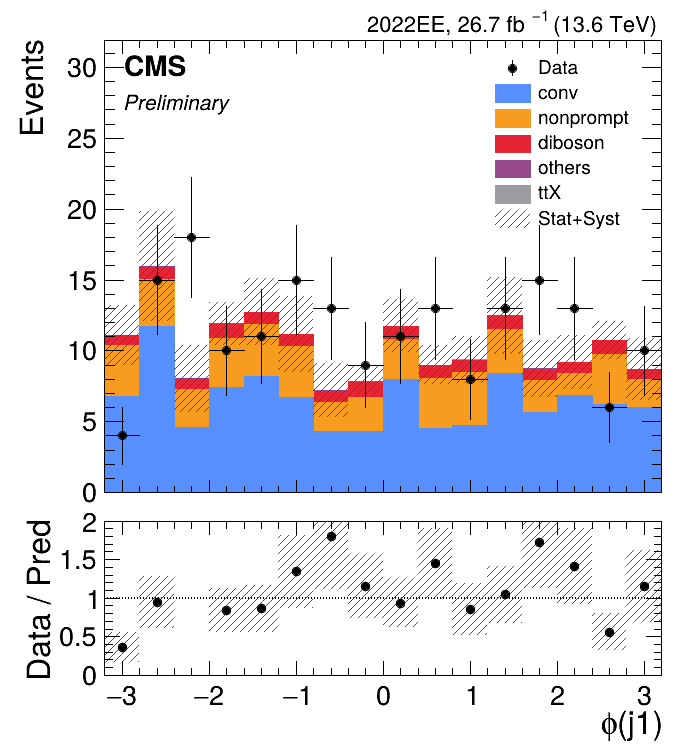 2022EE, 26.7 fb⁻¹ (13.6 TeV)
Events
CMS
Preliminary
Data
conv
nonprompt
diboson
others
ttX
Stat+Syst
30
25
20
15
10
5
0
Data / Pred
2
1.5
1
0.5
0
−3 −2 −1 0 1 2 3
ϕ(j1)